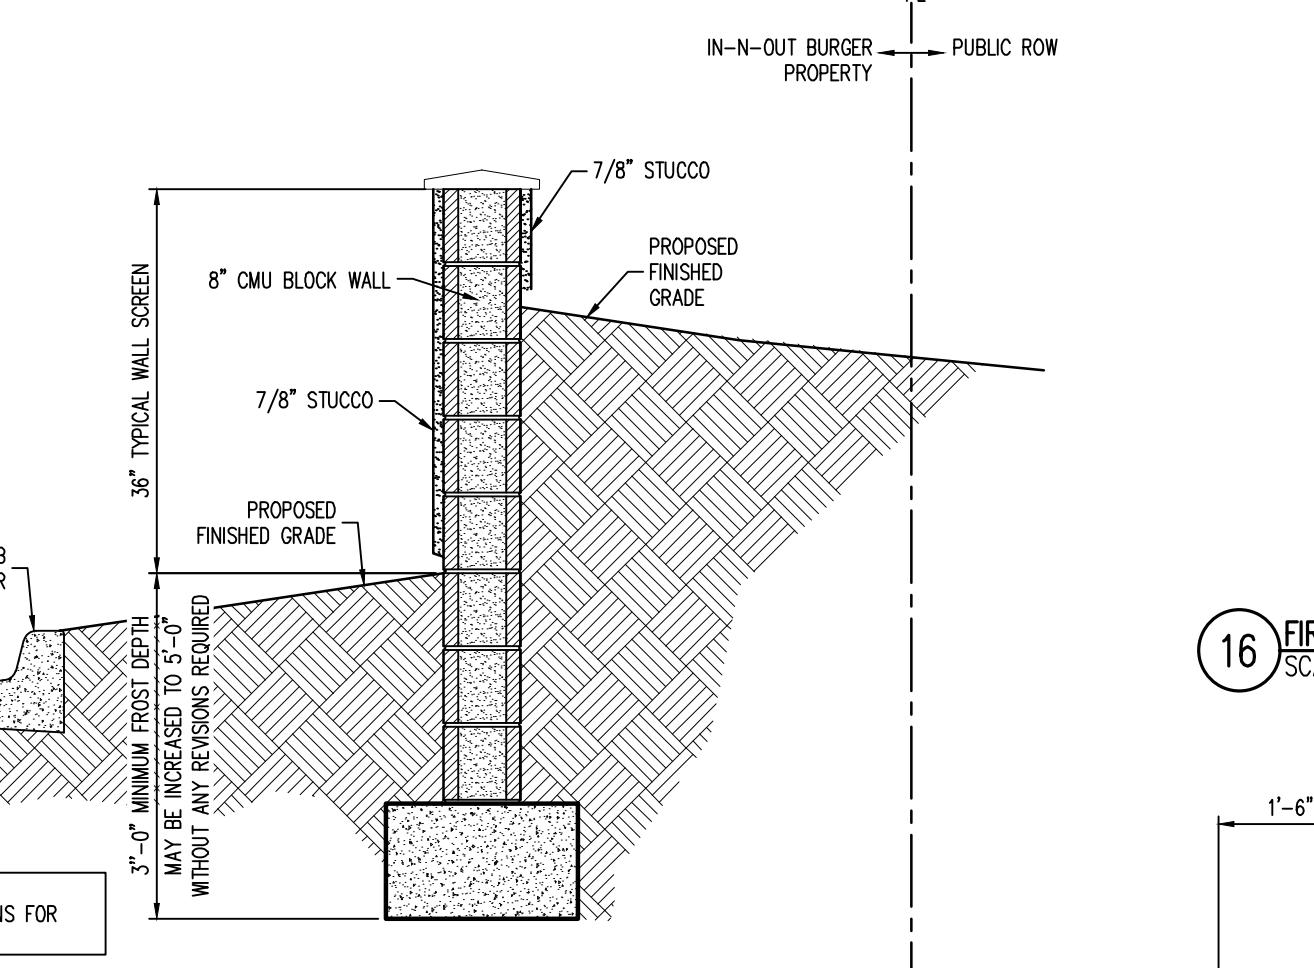 IN-N-OUT BURGER
PROPERTY
PUBLIC ROW
7/8" STUCCO
PROPOSED
FINISHED
GRADE
8" CMU BLOCK WALL
36" TYPICAL WALL SCREEN
7/8" STUCCO
PROPOSED
FINISHED GRADE
3"-0" MINIMUM FROST DEPTH
MAY BE INCREASED TO 5'-0"
WITHOUT ANY REVISIONS REQUIRED
16
1'-6"
FOR